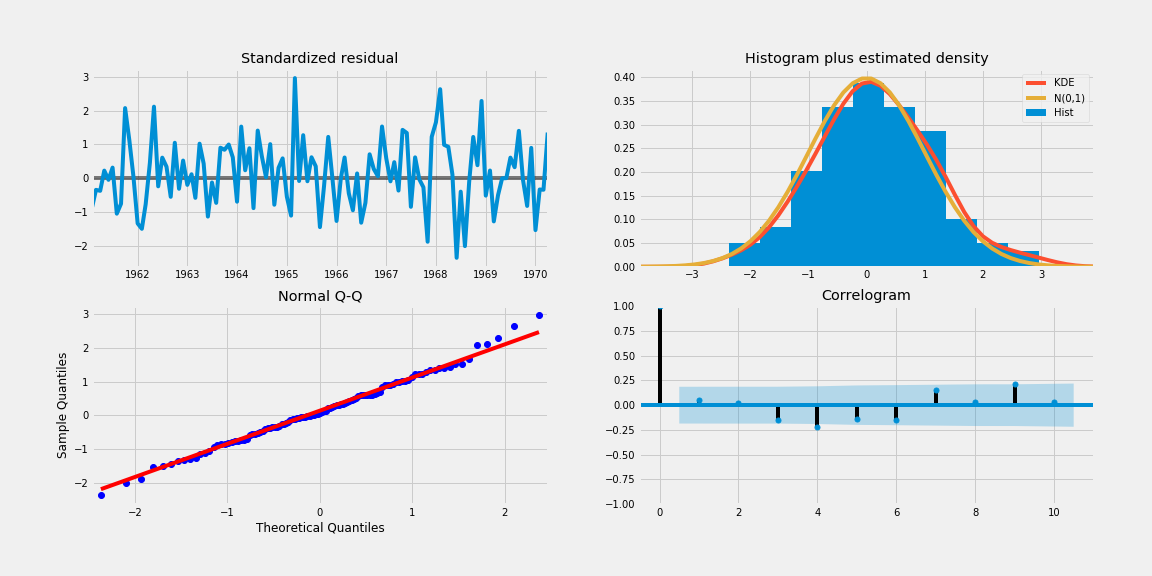 Standardized residual
3
2
1
0
−1
−2
1962 1963 1964 1965 1966 1967 1968 1969 1970
Histogram plus estimated density
0.40
0.35
0.30
0.25
0.20
0.15
0.10
0.05
0.00
−3 −2 −1 0 1 2 3
KDE
N(0,1)
Hist
Normal Q-Q
Sample Quantiles
3
2
1
0
−1
−2
−2 −1 0 1 2
Theoretical Quantiles
Correlogram
1.00
0.75
0.50
0.25
0.00
−0.25
−0.50
−0.75
−1.00
0 2 4 6 8 10